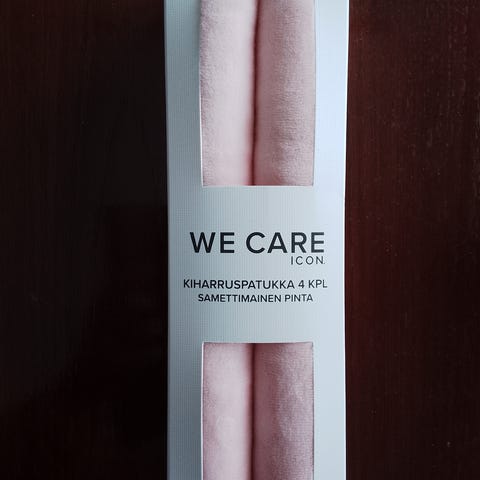 WE CARE
ICON.
KIHARRUSPATUKKA 4 KPL
SAMETTIMAINEN PINTA